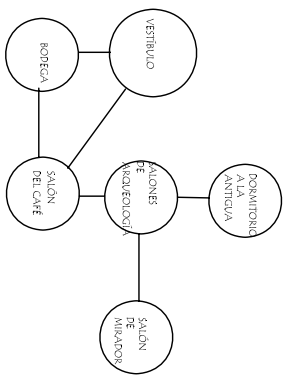 BODEGA
VESTÍBULO
SALÓN
DEL CAFÉ
SALONES
DE
ARQUEOLOGÍA
DORMITORIO
A LA
ANTIGUA
SALÓN
DE
MIRADOR